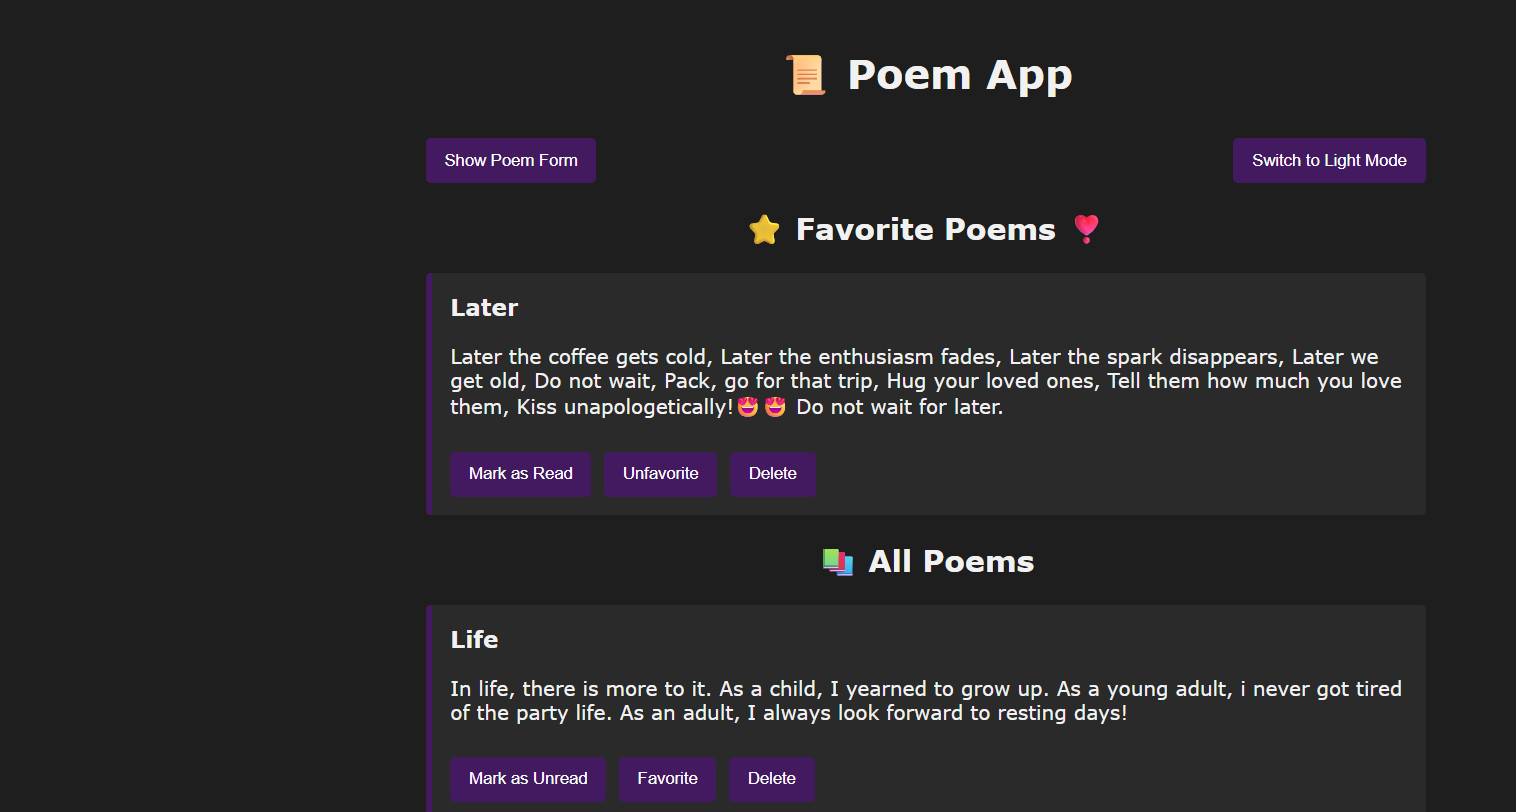 📜 Poem App
Show Poem Form
Switch to Light Mode
⭐ Favorite Poems ❣️
Later
Later the coffee gets cold, Later the enthusiasm fades, Later the spark disappears, Later we
get old, Do not wait, Pack, go for that trip, Hug your loved ones, Tell them how much you love
them, Kiss unapologetically!😍😍 Do not wait for later.
Mark as Read
Unfavorite
Delete
📚 All Poems
Life
In life, there is more to it. As a child, I yearned to grow up. As a young adult, i never got tired
of the party life. As an adult, I always look forward to resting days!
Mark as Unread
Favorite
Delete